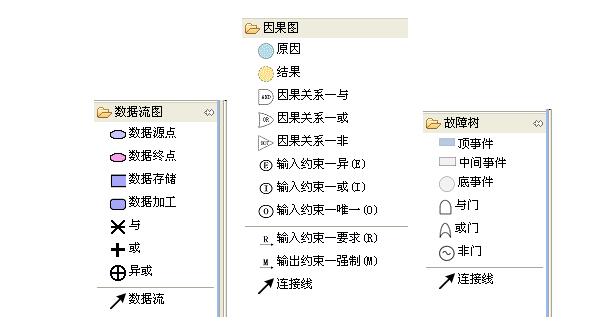 数据流图
数据源点
数据终点
数据存储
数据加工
与
或
异或
数据流
因果图
原因
结果
AND 因果关系—与
OR 因果关系—或
NOT 因果关系—非
E 输入约束—异(E)
I 输入约束—或(I)
O 输入约束—唯一(O)
R 输入约束—要求(R)
M 输出约束—强制(M)
连接线
故障树
顶事件
中间事件
底事件
与门
或门
非门
连接线